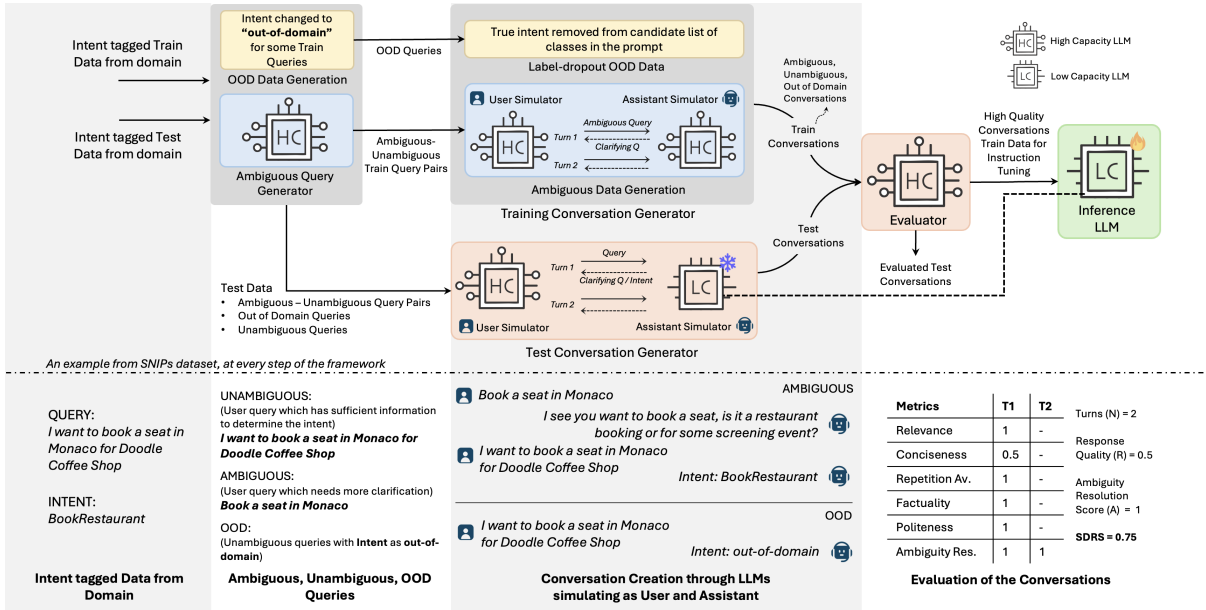 Intent tagged Train
Data from domain
Intent tagged Test
Data from domain
Intent changed to
“out-of-domain”
for some Train
Queries
OOD Data Generation
HC
Ambiguous Query
Generator
OOD Queries
Ambiguous-
Unambiguous
Train Query Pairs
True intent removed from candidate list of
classes in the prompt
Label-dropout OOD Data
User Simulator
Assistant Simulator
HC
Turn 1
Ambiguous Query
Clarifying Q
Turn 2
HC
Ambiguous Data Generation
Training Conversation Generator
Ambiguous,
Unambiguous,
Out of Domain
Conversations
Train
Conversations
HC
High Capacity LLM
LC
Low Capacity LLM
HC
Evaluator
High Quality
Conversations
Train Data for
Instruction
Tuning
LC
Inference
LLM
Test
Conversations
Evaluated Test
Conversations
Test Data
• Ambiguous – Unambiguous Query Pairs
• Out of Domain Queries
• Unambiguous Queries
HC
Turn 1
Query
Clarifying Q / Intent
Turn 2
LC
User Simulator
Assistant Simulator
Test Conversation Generator
An example from SNIPs dataset, at every step of the framework
QUERY:
I want to book a seat in
Monaco for Doodle
Coffee Shop
INTENT:
BookRestaurant
Intent tagged Data from
Domain
UNAMBIGUOUS:
(User query which has sufficient information
to determine the intent)
I want to book a seat in Monaco for
Doodle Coffee Shop
AMBIGUOUS:
(User query which needs more clarification)
Book a seat in Monaco
OOD:
(Unambiguous queries with Intent as out-of-
domain)
Ambiguous, Unambiguous, OOD
Queries
AMBIGUOUS
Book a seat in Monaco
I see you want to book a seat, is it a restaurant
booking or for some screening event?
I want to book a seat in Monaco
for Doodle Coffee Shop
Intent: BookRestaurant
OOD
I want to book a seat in Monaco
for Doodle Coffee Shop
Intent: out-of-domain
Conversation Creation through LLMs
simulating as User and Assistant
Metrics T1 T2
Relevance 1 -
Conciseness 0.5 -
Repetition Av. 1 -
Factuality 1 -
Politeness 1 -
Ambiguity Res. 1 1
Turns (N) = 2
Response
Quality (R) = 0.5
Ambiguity
Resolution
Score (A) = 1
SDRS = 0.75
Evaluation of the Conversations